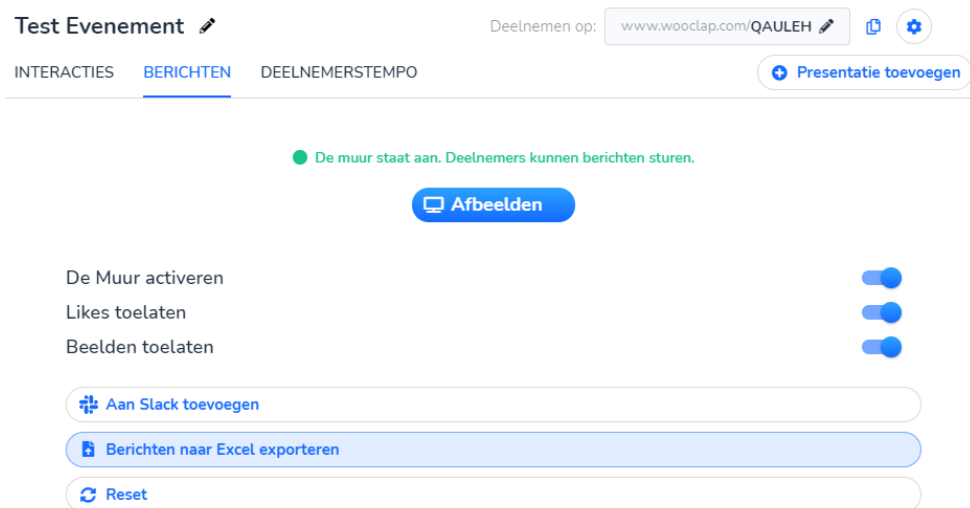 Test Evenement
Deelnemen op: www.wooclap.com/QAULEH
INTERACTIES BERICHTEN DEELNEMERSTEMPO Presentatie toevoegen
De muur staat aan. Deelnemers kunnen berichten sturen.
Afbeelden
De Muur activeren
Likes toelaten
Beelden toelaten
Aan Slack toevoegen
Berichten naar Excel exporteren
Reset